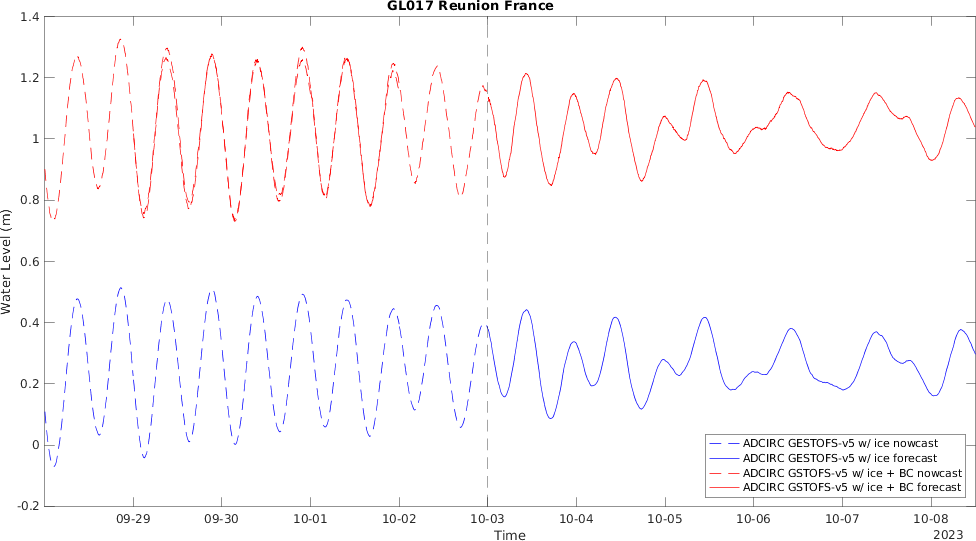 GL017 Reunion France
1.4
1.2
1
0.8
0.6
0.4
0.2
0
-0.2
Water Level (m)
ADCIRC GESTOFS-v5 w/ ice nowcast
ADCIRC GESTOFS-v5 w/ ice forecast
ADCIRC GSTOFS-v5 w/ ice + BC nowcast
ADCIRC GSTOFS-v5 w/ ice + BC forecast
09-29 09-30 10-01 10-02 10-03 10-04 10-05 10-06 10-07 10-08
Time
2023